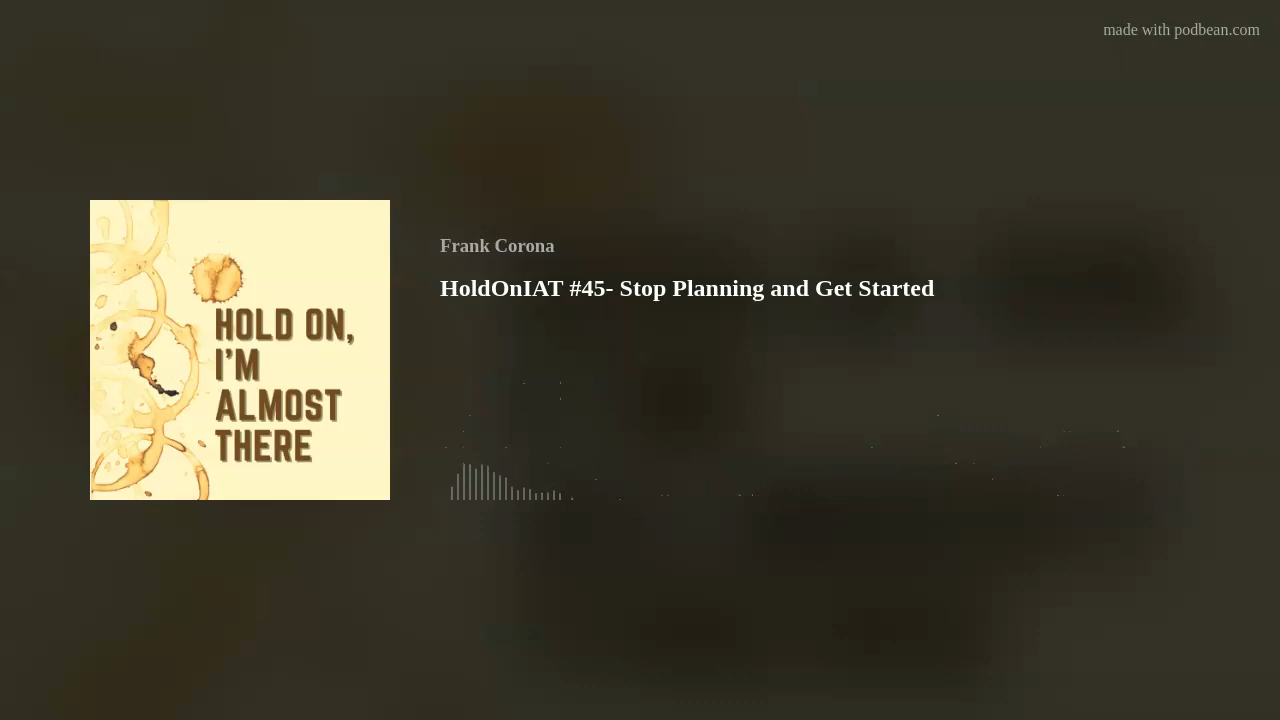 made with podbean.com
Frank Corona
HoldOnIAT #45- Stop Planning and Get Started
HOLD ON,
I'M
ALMOST
THERE